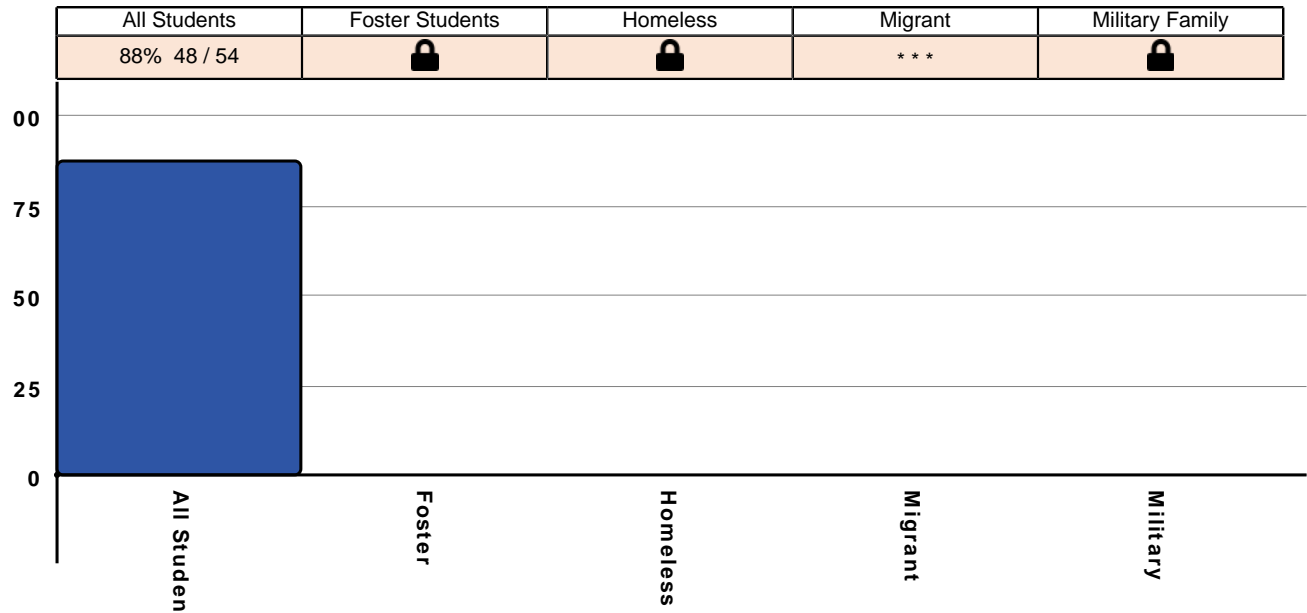 All Students Foster Students Homeless Migrant Military Family
88% 48 / 54 * * *
00
75
50
25
0
All Studen
Foster
Homeless
Migrant
Military